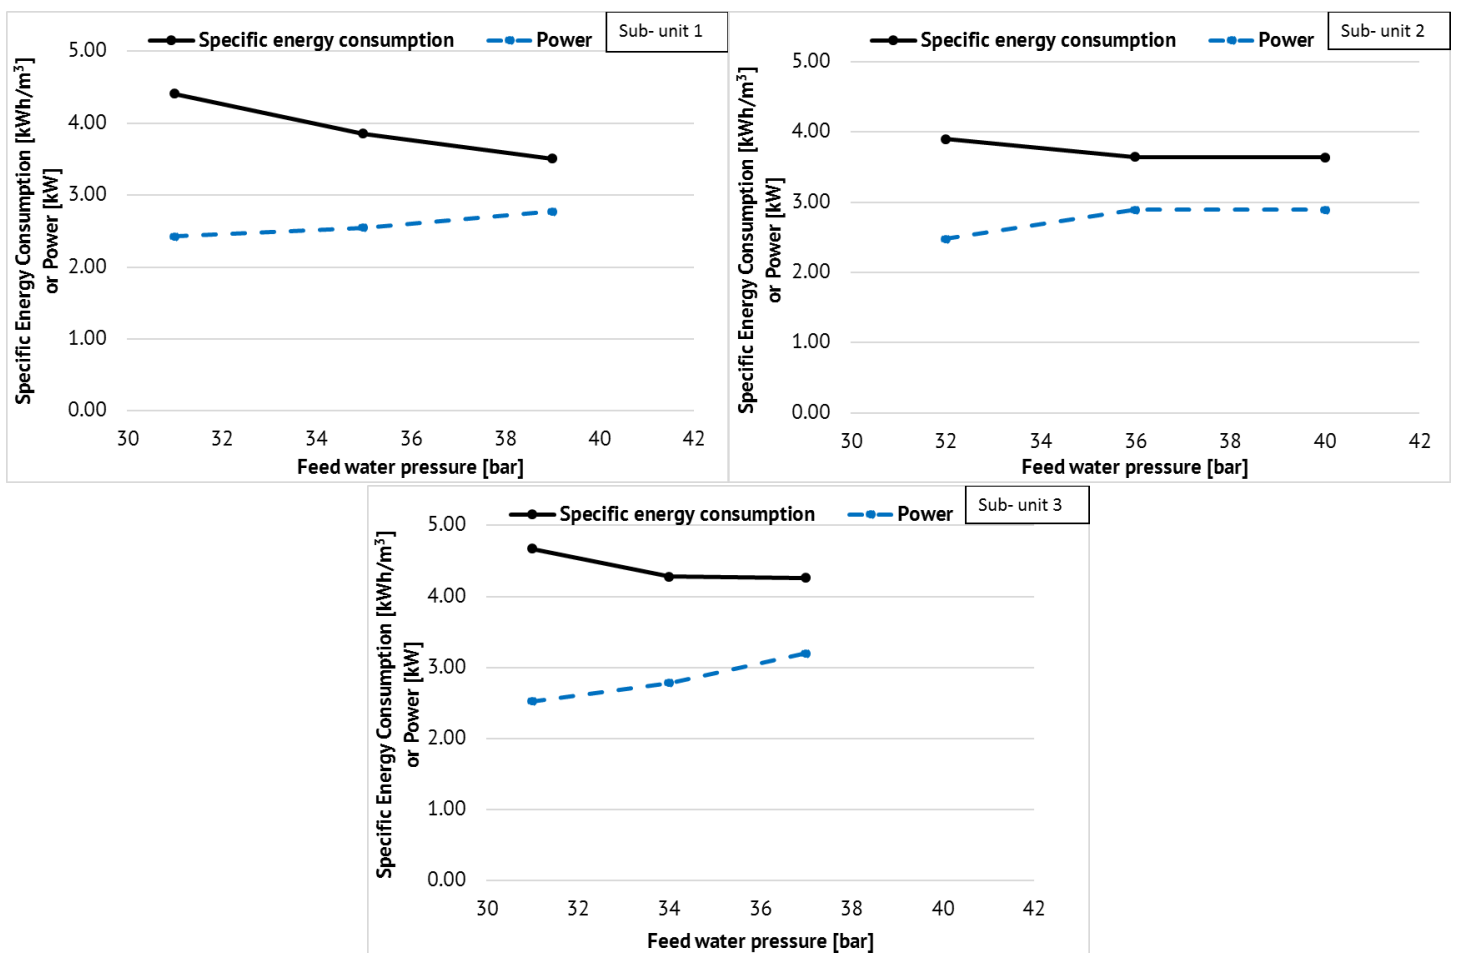 Sub- unit 1
Specific energy consumption Power
Specific Energy Consumption [kWh/m³]
or Power [kW]
5.00
4.00
3.00
2.00
1.00
0.00
30 32 34 36 38 40 42
Feed water pressure [bar]
Sub- unit 2
Specific energy consumption Power
Specific Energy Consumption [kWh/m³]
or Power [kW]
5.00
4.00
3.00
2.00
1.00
0.00
30 32 34 36 38 40 42
Feed water pressure [bar]
Sub- unit 3
Specific energy consumption Power
Specific Energy Consumption [kWh/m³]
or Power [kW]
5.00
4.00
3.00
2.00
1.00
0.00
30 32 34 36 38 40 42
Feed water pressure [bar]